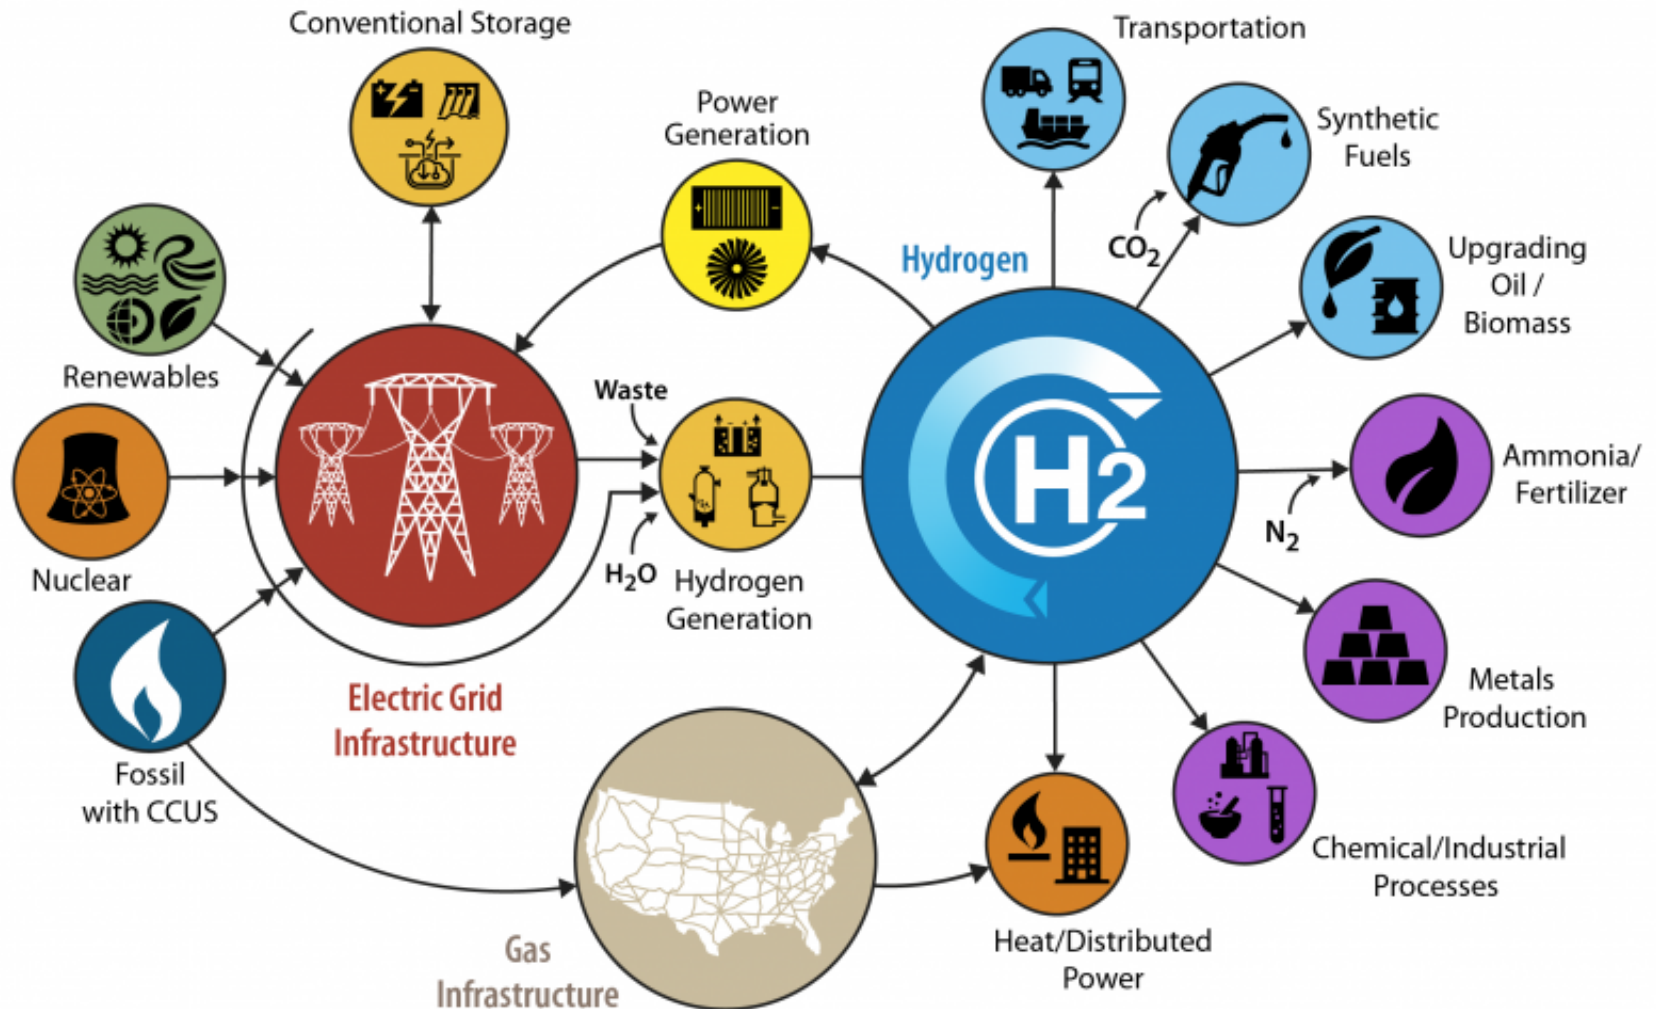 Conventional Storage
Transportation
Power
Generation
Synthetic
Fuels
CO₂
Hydrogen
Upgrading
Oil /
Biomass
Renewables
Waste
H2
Ammonia/
Fertilizer
N₂
Nuclear
H₂O
Hydrogen
Generation
Electric Grid
Infrastructure
Metals
Production
Fossil
with CCUS
Chemical/Industrial
Processes
Gas
Infrastructure
Heat/Distributed
Power